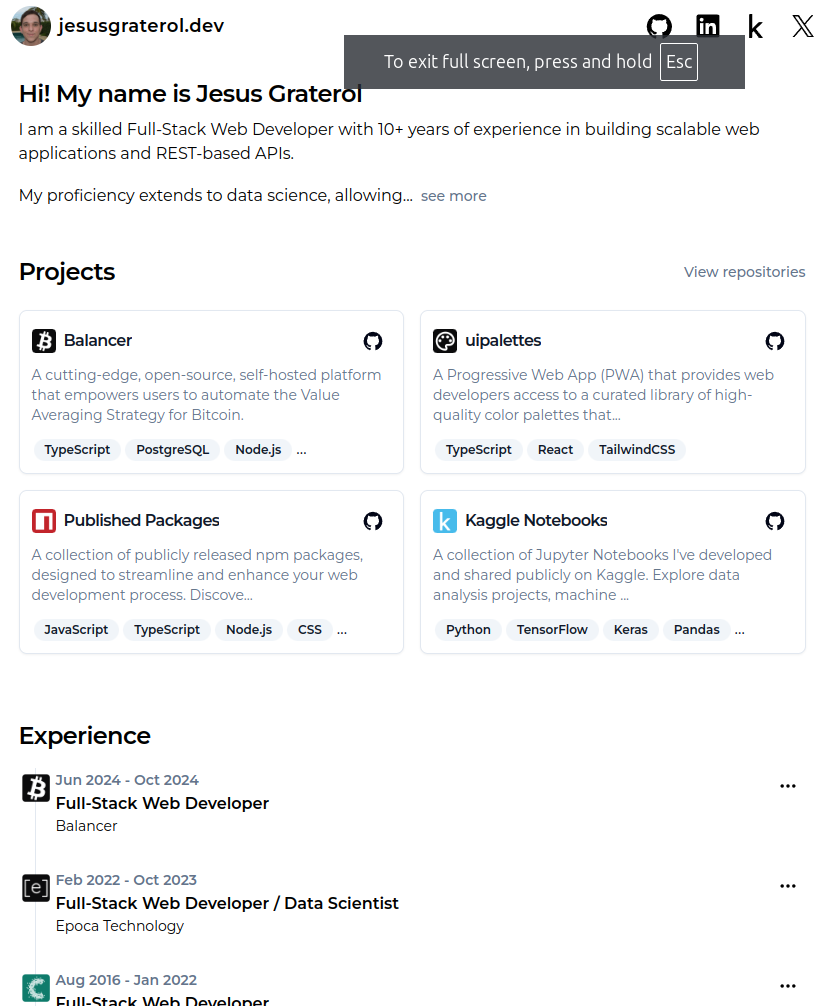 jesusgraterol.dev
To exit full screen, press and hold Esc
Hi! My name is Jesus Graterol
I am a skilled Full-Stack Web Developer with 10+ years of experience in building scalable web
applications and REST-based APIs.
My proficiency extends to data science, allowing... see more
Projects
View repositories
Balancer
A cutting-edge, open-source, self-hosted platform
that empowers users to automate the Value
Averaging Strategy for Bitcoin.
TypeScript PostgreSQL Node.js ...
uipalettes
A Progressive Web App (PWA) that provides web
developers access to a curated library of high-
quality color palettes that...
TypeScript React TailwindCSS
Published Packages
A collection of publicly released npm packages,
designed to streamline and enhance your web
development process. Discove...
JavaScript TypeScript Node.js CSS ...
Kaggle Notebooks
A collection of Jupyter Notebooks I've developed
and shared publicly on Kaggle. Explore data
analysis projects, machine ...
Python TensorFlow Keras Pandas ...
Experience
Jun 2024 - Oct 2024
Full-Stack Web Developer
Balancer
Feb 2022 - Oct 2023
Full-Stack Web Developer / Data Scientist
Epoca Technology
Aug 2016 - Jan 2022
Full-Stack Web Developer